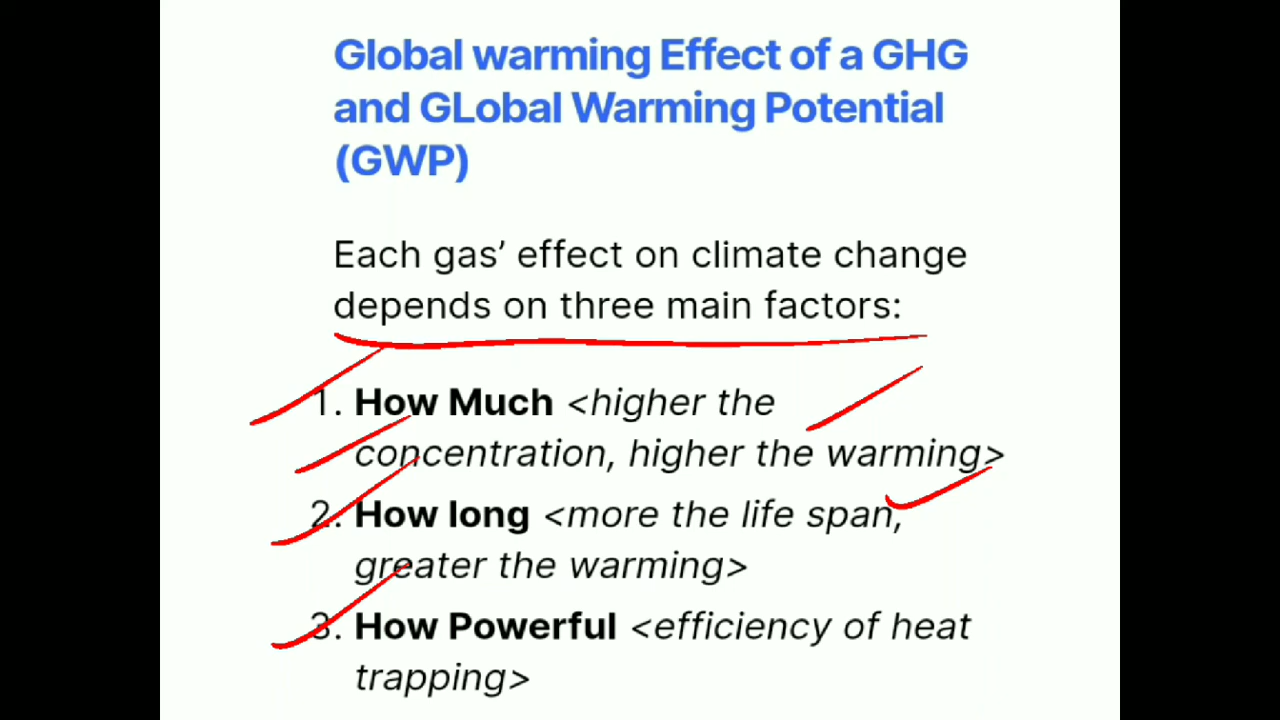 Global warming Effect of a GHG
and GLobal Warming Potential
(GWP)
Each gas’ effect on climate change
depends on three main factors:
1. How Much <higher the
concentration, higher the warming>
2. How long <more the life span,
greater the warming>
3. How Powerful <efficiency of heat
trapping>